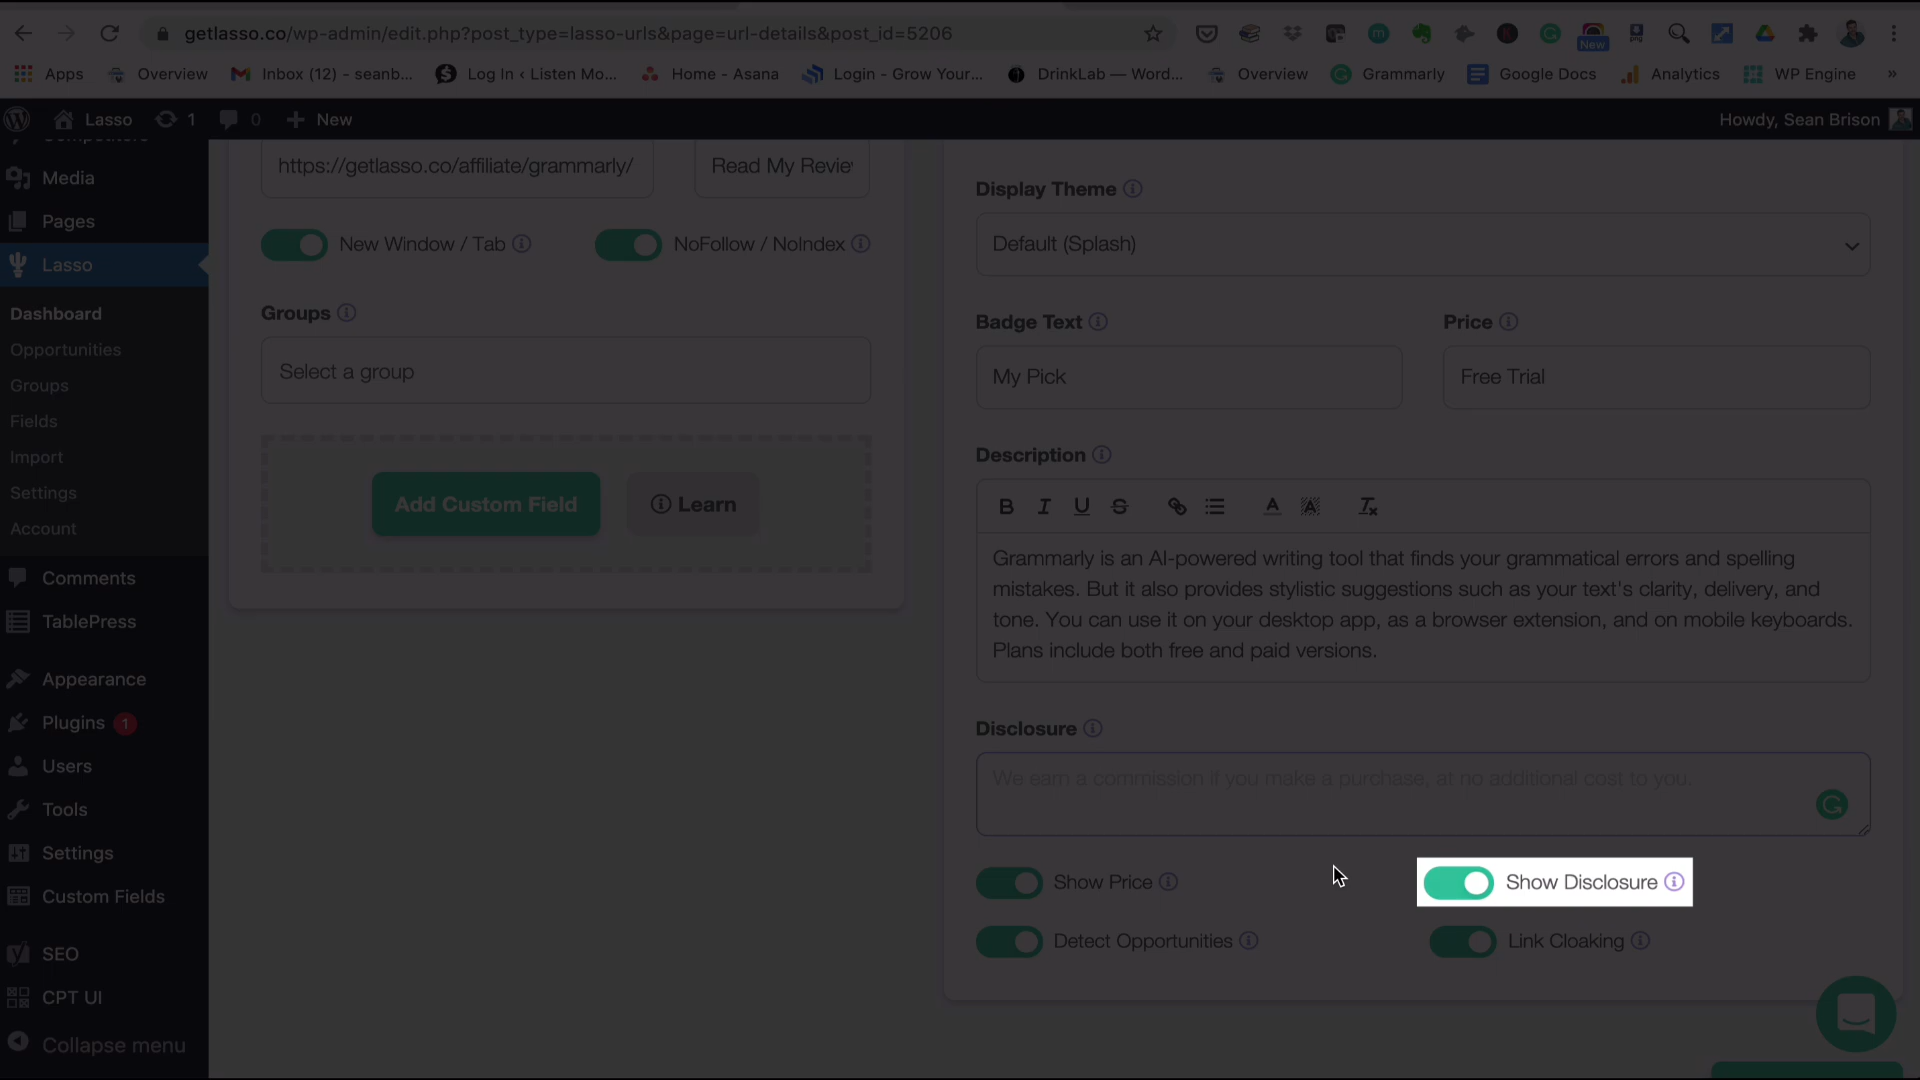 getlasso.co/wp-admin/edit.php?post_type=lasso-urls&page=url-details&post_id=5206
New
Apps
Overview
Inbox (12) - seanb...
Log In ‹ Listen Mo...
Home - Asana
Login - Grow Your...
DrinkLab — Word...
Overview
Grammarly
Google Docs
Analytics
WP Engine
»
Lasso
1
0
New
Howdy, Sean Brison
Competitors
Media
Pages
Lasso
Dashboard
Opportunities
Groups
Fields
Import
Settings
Account
Comments
TablePress
Appearance
Plugins 1
Users
Tools
Settings
Custom Fields
SEO
CPT UI
Collapse menu
https://getlasso.co/affiliate/grammarly/
Read My Revie
New Window / Tab
NoFollow / NoIndex
Groups
Select a group
Add Custom Field
Learn
Display Theme
Default (Splash)
Badge Text
Price
My Pick
Free Trial
Description
Grammarly is an AI-powered writing tool that finds your grammatical errors and spelling
mistakes. But it also provides stylistic suggestions such as your text's clarity, delivery, and
tone. You can use it on your desktop app, as a browser extension, and on mobile keyboards.
Plans include both free and paid versions.
Disclosure
We earn a commission if you make a purchase, at no additional cost to you.
Show Price
Show Disclosure
Detect Opportunities
Link Cloaking